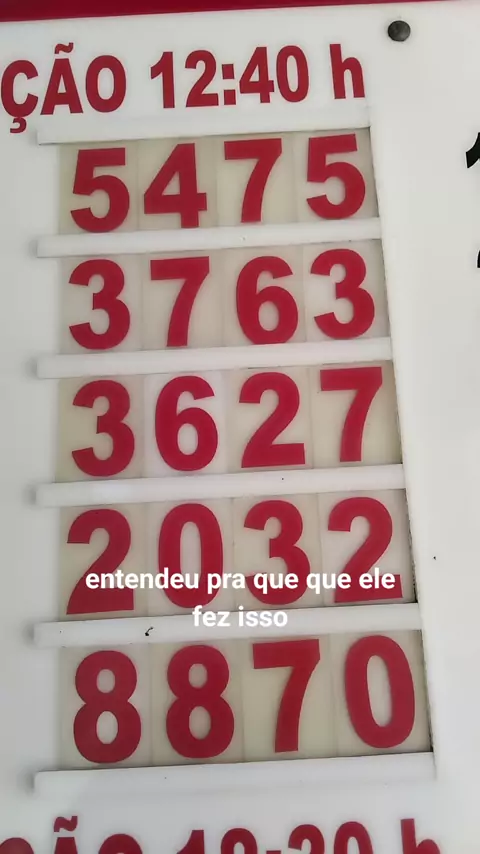 ÇÃO 12:40 h
5475
3763
3627
2032
entendeu pra que que ele
fez isso
8870